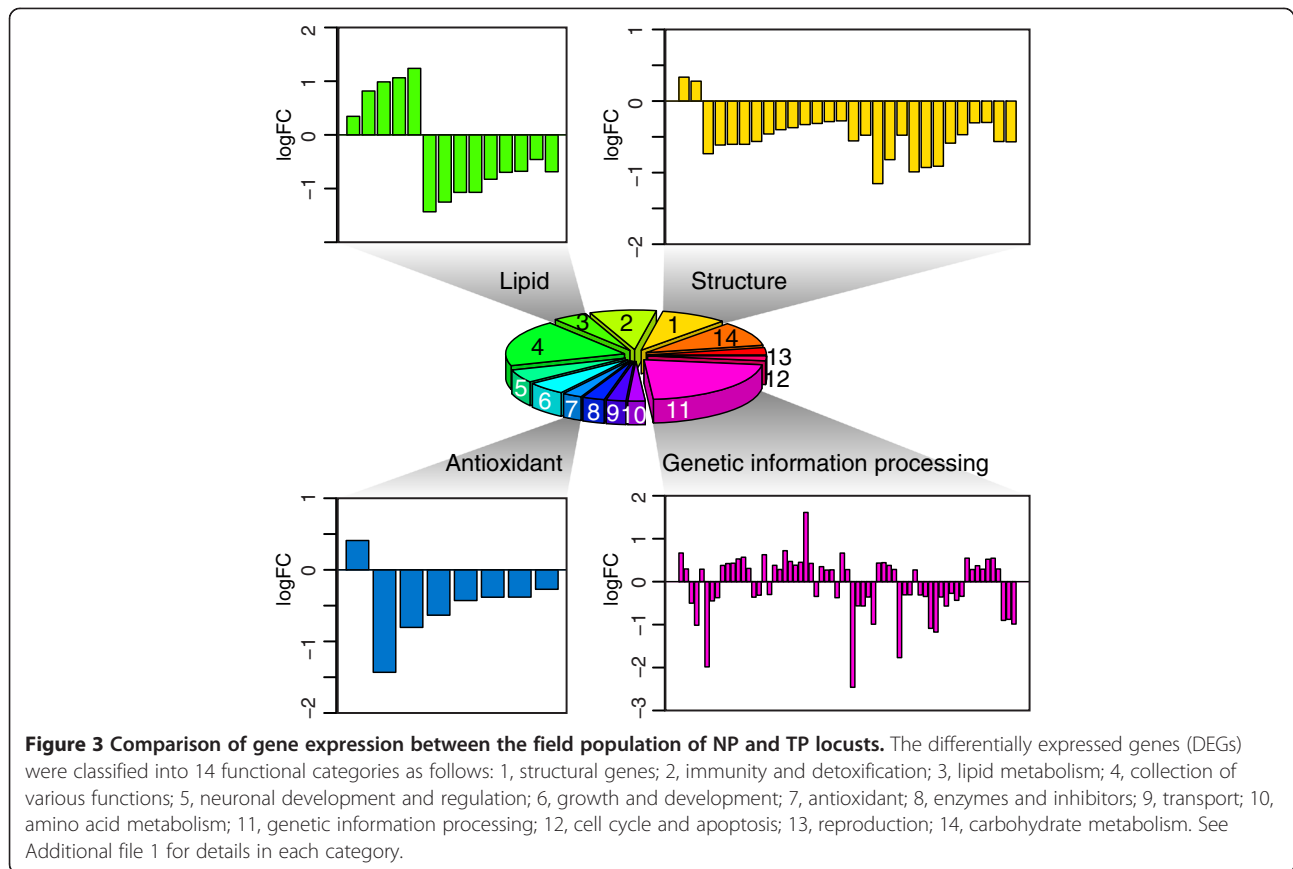 2
1
0
−1
logFC
1
0
−1
−2
logFC
Lipid
Structure
1
2
3
4
5
6
7
8
9
10
11
12
13
14
Antioxidant
Genetic information processing
1
0
−1
−2
logFC
2
1
0
−1
−2
−3
logFC
Figure 3 Comparison of gene expression between the field population of NP and TP locusts. The differentially expressed genes (DEGs)
were classified into 14 functional categories as follows: 1, structural genes; 2, immunity and detoxification; 3, lipid metabolism; 4, collection of
various functions; 5, neuronal development and regulation; 6, growth and development; 7, antioxidant; 8, enzymes and inhibitors; 9, transport; 10,
amino acid metabolism; 11, genetic information processing; 12, cell cycle and apoptosis; 13, reproduction; 14, carbohydrate metabolism. See
Additional file 1 for details in each category.